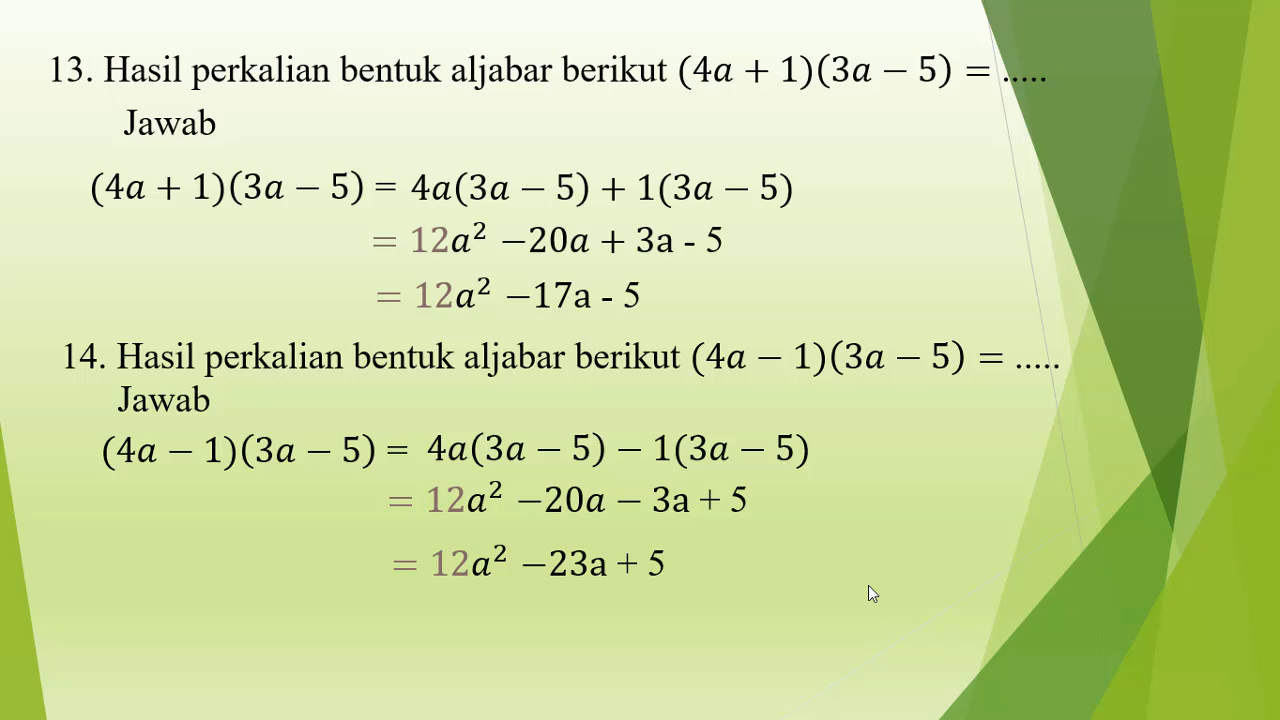 13. Hasil perkalian bentuk aljabar berikut (4a + 1)(3a − 5) = .....
Jawab
(4a + 1)(3a − 5) = 4a(3a − 5) + 1(3a − 5)
= 12a² −20a + 3a - 5
= 12a² −17a - 5
14. Hasil perkalian bentuk aljabar berikut (4a − 1)(3a − 5) = .....
Jawab
(4a − 1)(3a − 5) = 4a(3a − 5) − 1(3a − 5)
= 12a² −20a − 3a + 5
= 12a² −23a + 5